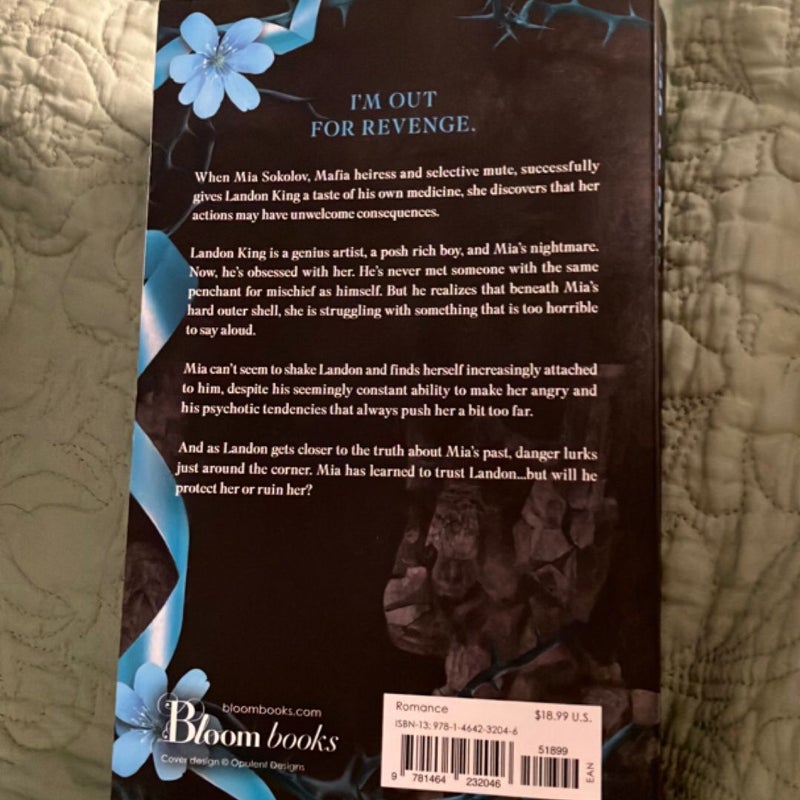 I'M OUT
FOR REVENGE.
When Mia Sokolov, Mafia heiress and selective mute, successfully
gives Landon King a taste of his own medicine, she discovers that her
actions may have unwelcome consequences.
Landon King is a genius artist, a posh rich boy, and Mia's nightmare.
Now, he's obsessed with her. He's never met someone with the same
penchant for mischief as himself. But he realizes that beneath Mia's
hard outer shell, she is struggling with something that is too horrible
to say aloud.
Mia can't seem to shake Landon and finds herself increasingly attached
to him, despite his seemingly constant ability to make her angry and
his psychotic tendencies that always push her a bit too far.
And as Landon gets closer to the truth about Mia's past, danger lurks
just around the corner. Mia has learned to trust Landon...but will he
protect her or ruin her?
bloombooks.com
Bloom books
Cover design © Opulent Designs
Romance
$18.99 U.S.
ISBN-13: 978-1-4642-3204-6
51899
9 781464 232046
EAN